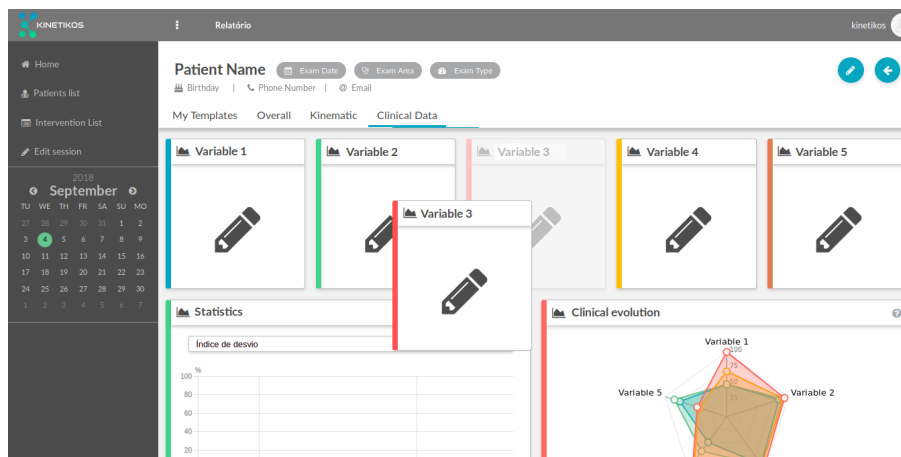 KINETIKOS
Relatório
kinetikos
Home
Patients list
Intervention List
Edit session
2018
September
TU WE TH FR SA SU MO
27 28 29 30 31 1 2
3 4 5 6 7 8 9
10 11 12 13 14 15 16
17 18 19 20 21 22 23
24 25 26 27 28 29 30
1 2 3 4 5 6 7
Patient Name Exam Date Exam Area Exam Type
Birthday | Phone Number | @ Email
My Templates Overall Kinematic Clinical Data
Variable 1 Variable 2 Variable 3 Variable 4 Variable 5
Variable 3
Statistics
Índice de desvio
%
100
80
60
40
20
Clinical evolution ?
Variable 1
100
75
50
25
Variable 5 Variable 2